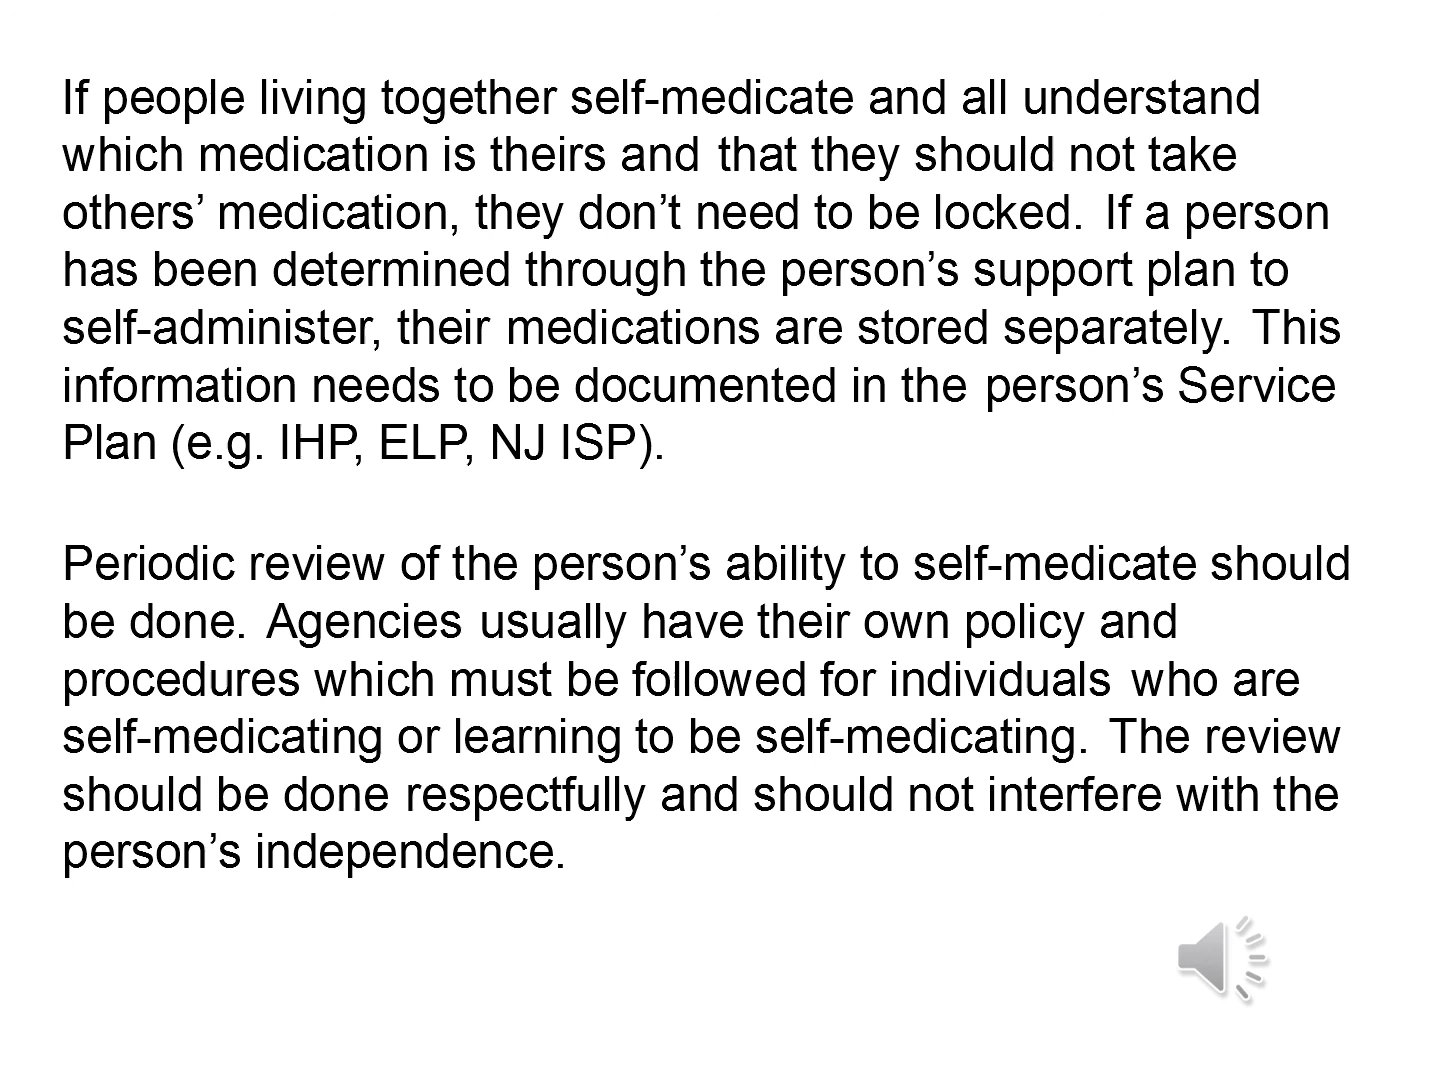 If people living together self-medicate and all understand
which medication is theirs and that they should not take
others’ medication, they don’t need to be locked. If a person
has been determined through the person’s support plan to
self-administer, their medications are stored separately. This
information needs to be documented in the person’s Service
Plan (e.g. IHP, ELP, NJ ISP).
Periodic review of the person’s ability to self-medicate should
be done. Agencies usually have their own policy and
procedures which must be followed for individuals who are
self-medicating or learning to be self-medicating. The review
should be done respectfully and should not interfere with the
person’s independence.